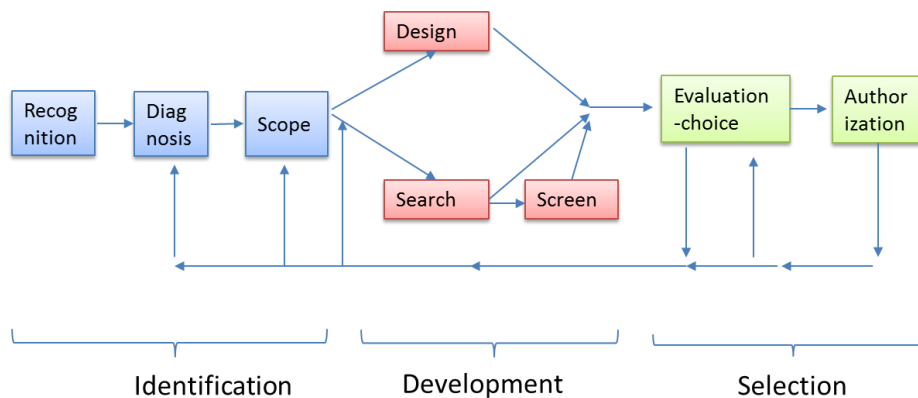 Design
Recog
nition
Diag
nosis
Scope
Evaluation
-choice
Author
ization
Search
Screen
Identification
Development
Selection